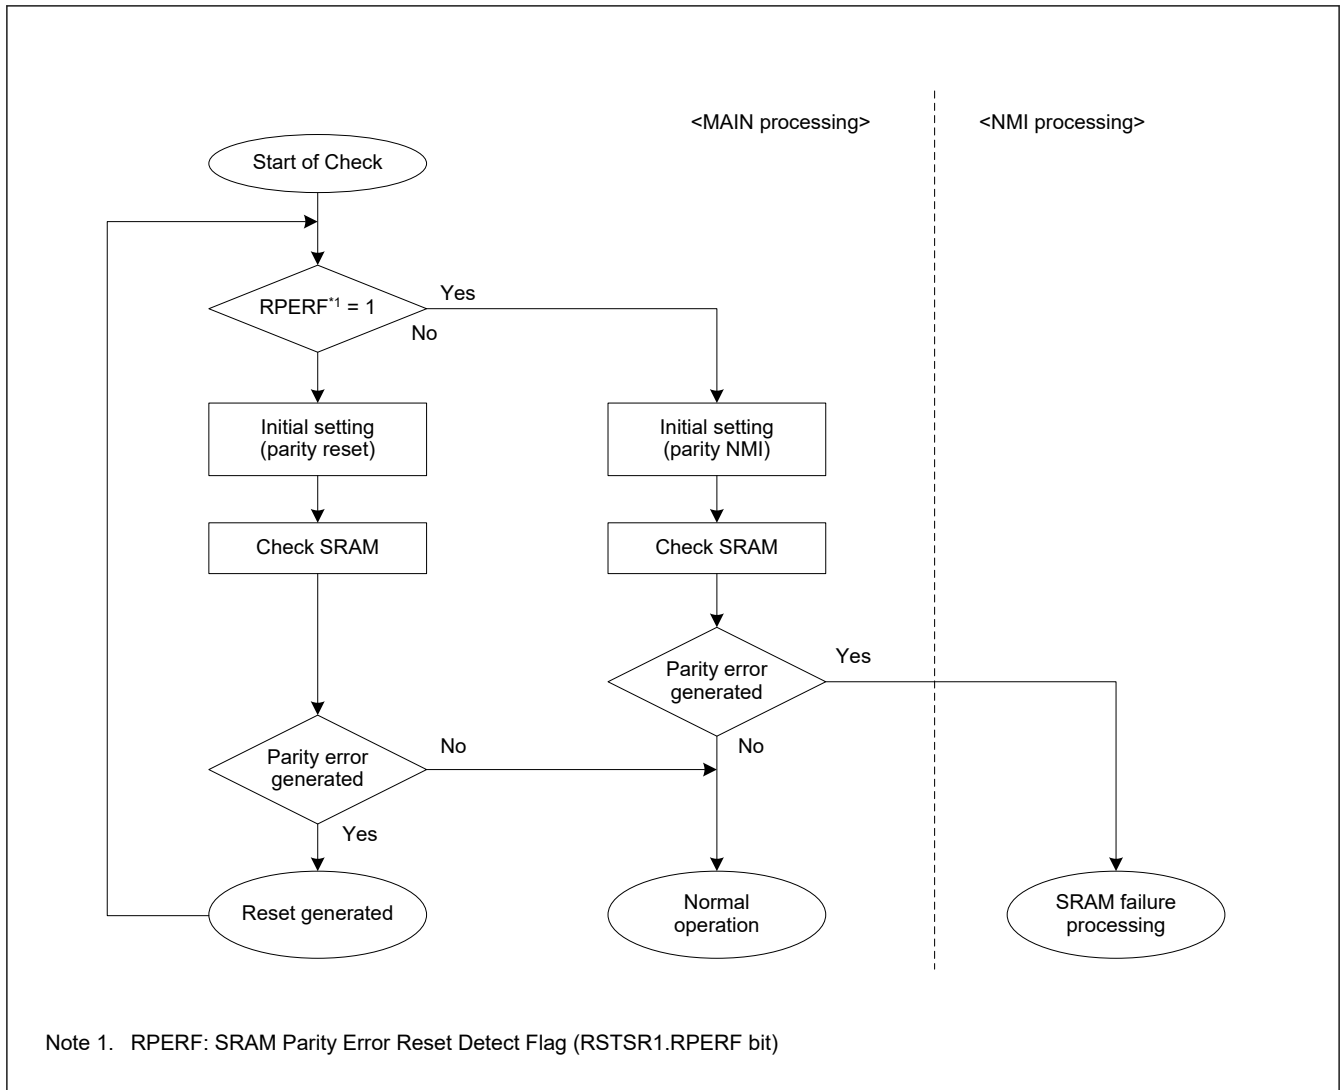 <MAIN processing>
<NMI processing>
Start of Check
RPERF*1 = 1
Yes
No
Initial setting
(parity reset)
Initial setting
(parity NMI)
Check SRAM
Check SRAM
Parity error
generated
Yes
No
Parity error
generated
No
Yes
Reset generated
Normal
operation
SRAM failure
processing
Note 1. RPERF: SRAM Parity Error Reset Detect Flag (RSTSR1.RPERF bit)